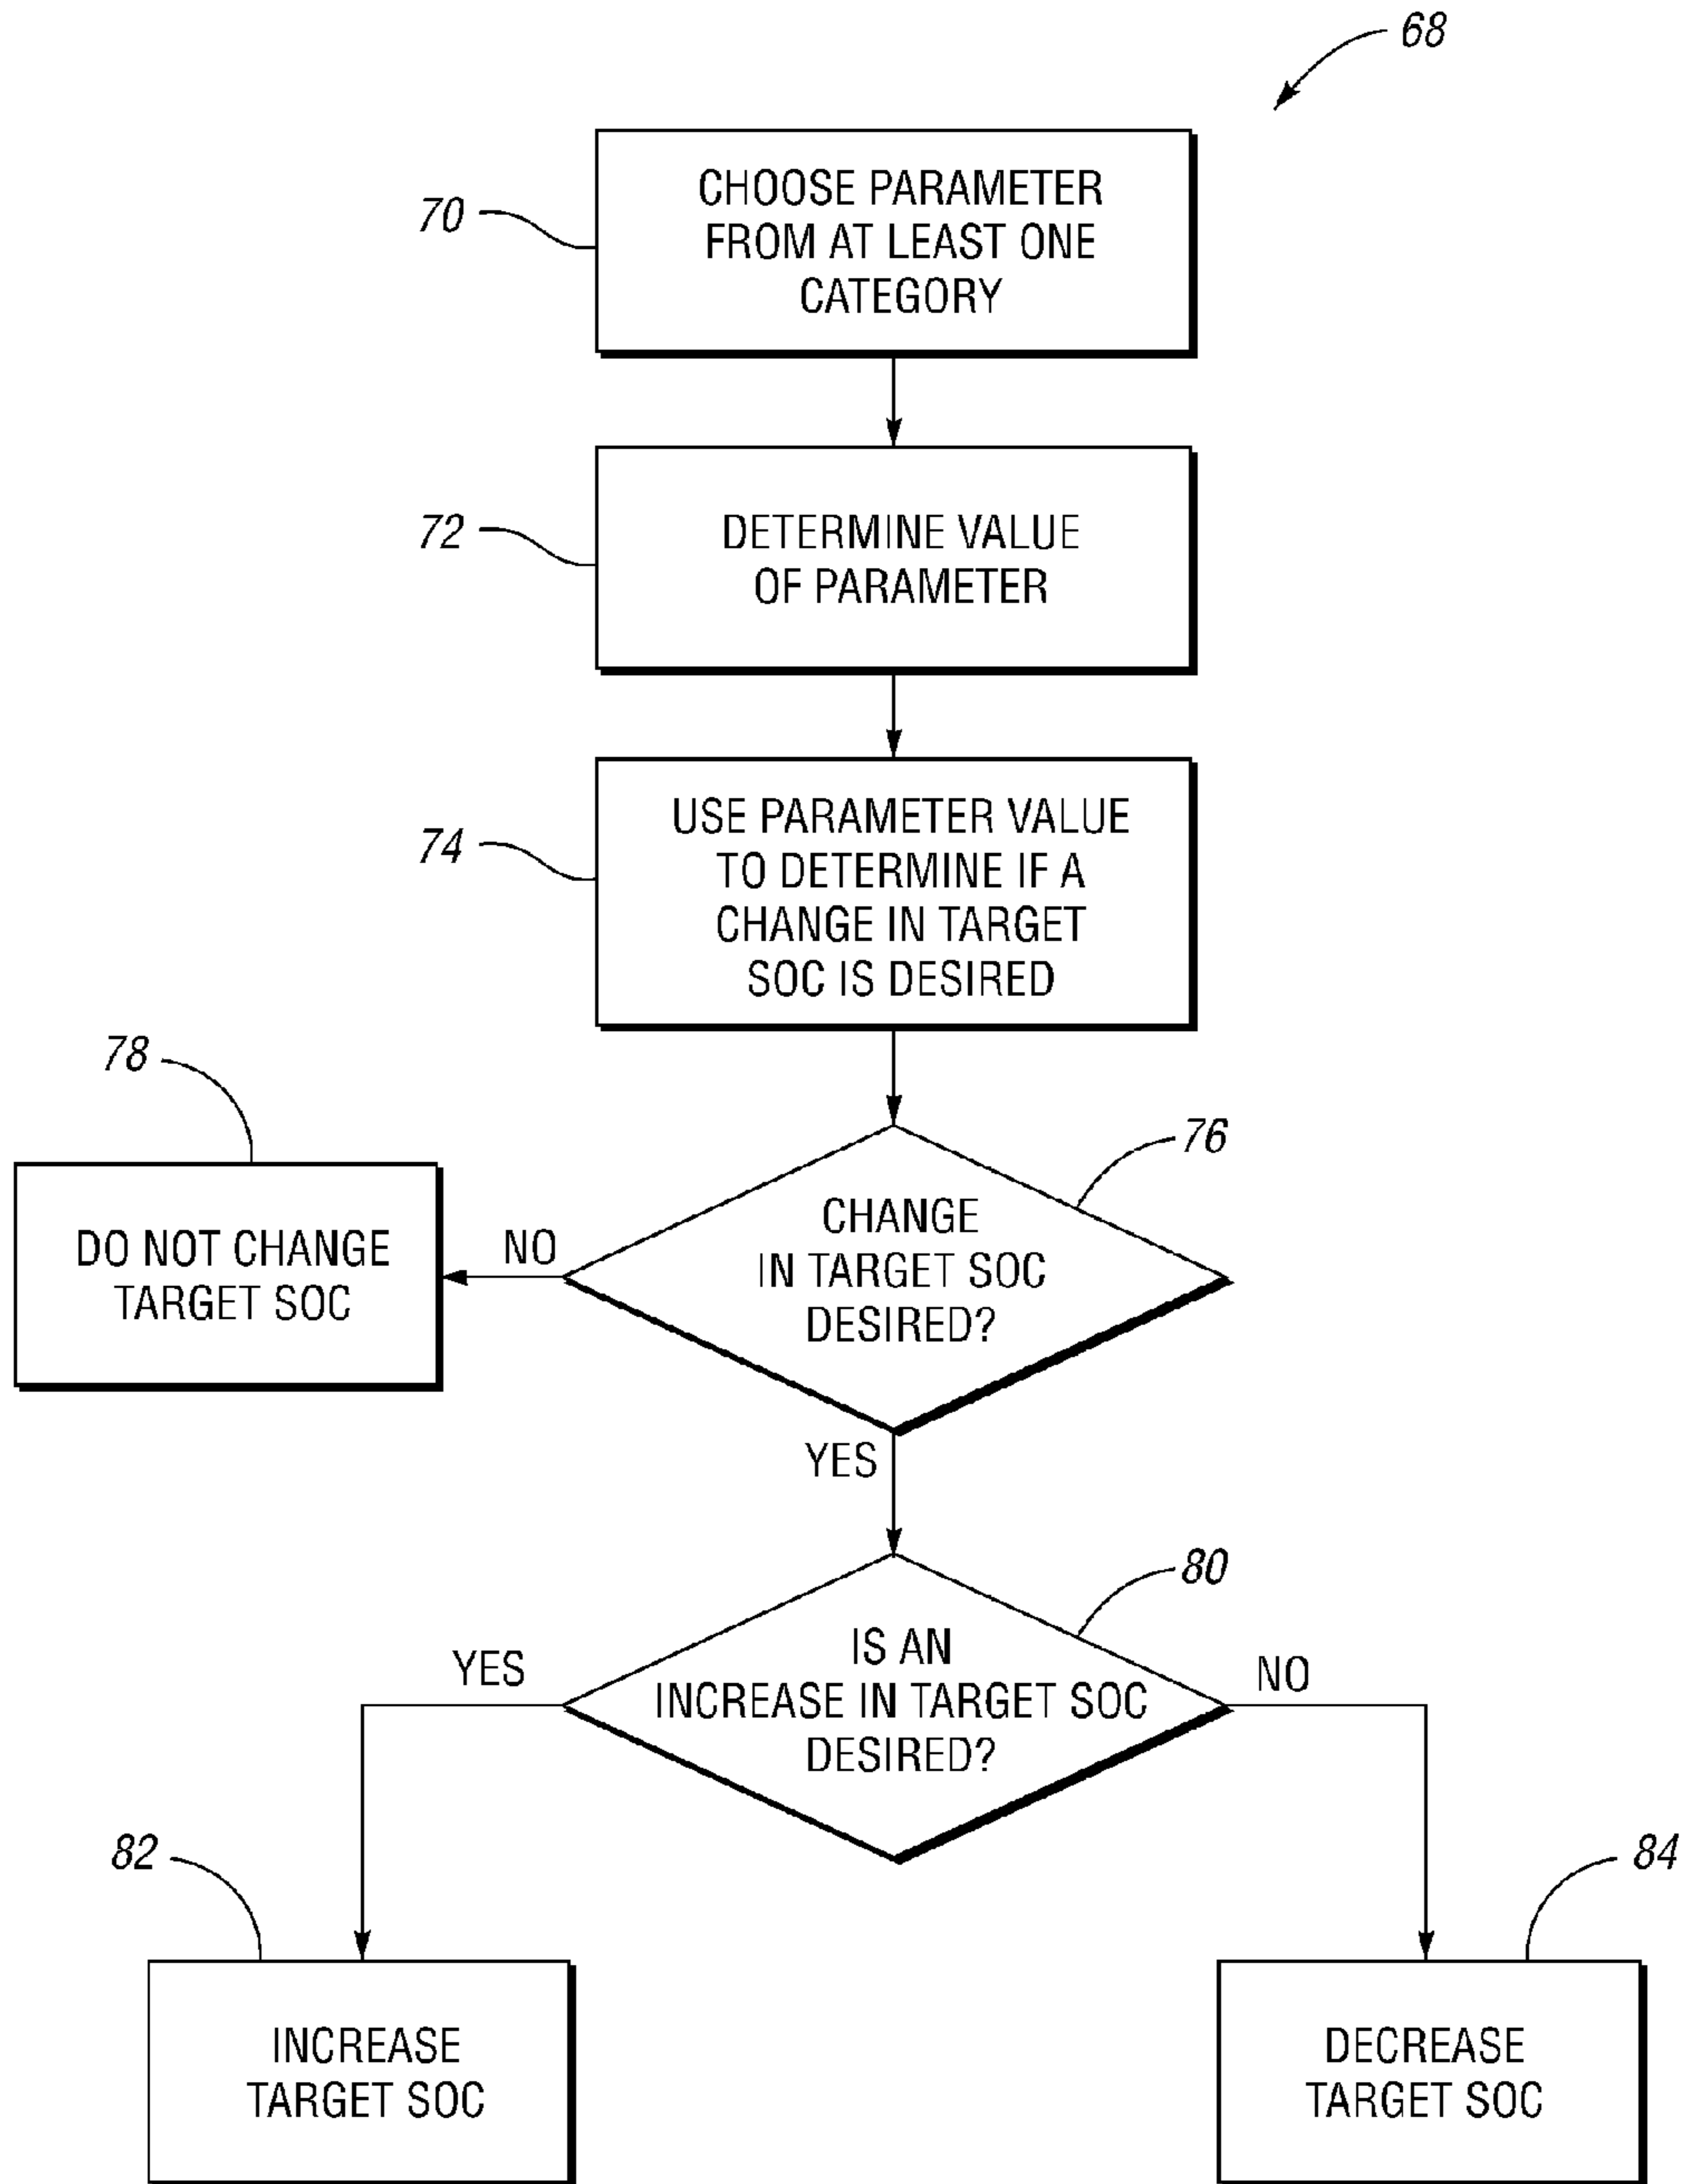 68
70
CHOOSE PARAMETER
FROM AT LEAST ONE
CATEGORY
72
DETERMINE VALUE
OF PARAMETER
74
USE PARAMETER VALUE
TO DETERMINE IF A
CHANGE IN TARGET
SOC IS DESIRED
78
DO NOT CHANGE
TARGET SOC
NO
76
CHANGE
IN TARGET SOC
DESIRED?
YES
80
IS AN
INCREASE IN TARGET SOC
DESIRED?
YES
NO
82
INCREASE
TARGET SOC
84
DECREASE
TARGET SOC